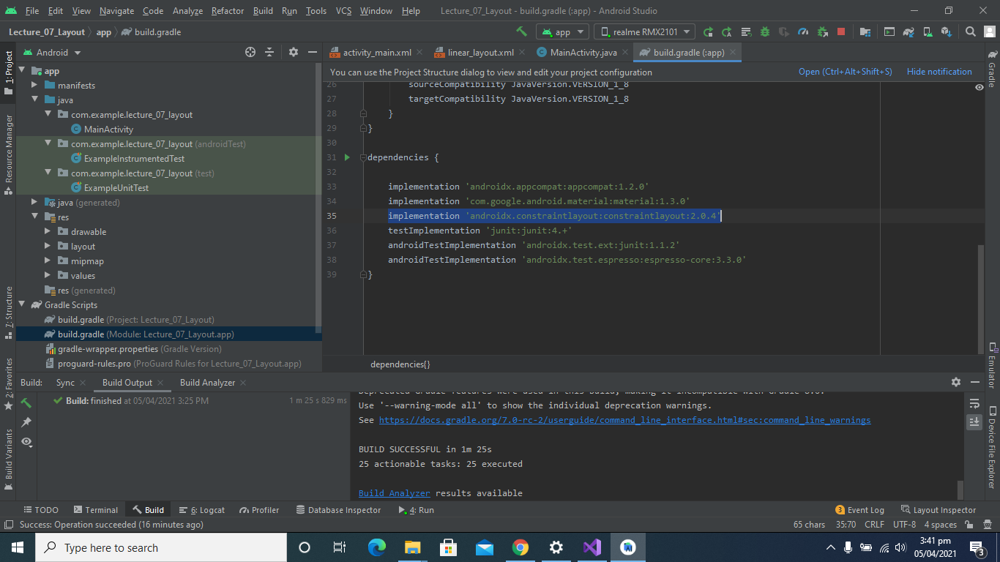 File Edit View Navigate Code Analyze Refactor Build Run Tools VCS Window Help Lecture_07_Layout - build.gradle (:app) - Android Studio
Lecture_07_Layout app build.gradle app realme RMX2101
1: Project
Resource Manager
7: Structure
2: Favorites
Build Variants
Android
app
manifests
java
com.example.lecture_07_layout
MainActivity
com.example.lecture_07_layout (androidTest)
ExampleInstrumentedTest
com.example.lecture_07_layout (test)
ExampleUnitTest
java (generated)
res
drawable
layout
mipmap
values
res (generated)
Gradle Scripts
build.gradle (Project: Lecture_07_Layout)
build.gradle (Module: Lecture_07_Layout.app)
gradle-wrapper.properties (Gradle Version)
proguard-rules.pro (ProGuard Rules for Lecture_07_Layout.app)
activity_main.xml linear_layout.xml MainActivity.java build.gradle (:app)
You can use the Project Structure dialog to view and edit your project configuration Open (Ctrl+Alt+Shift+S) Hide notification
26 sourceCompatibility JavaVersion.VERSION_1_8
27 targetCompatibility JavaVersion.VERSION_1_8
28 }
29 }
30
31 dependencies {
32
33 implementation 'androidx.appcompat:appcompat:1.2.0'
34 implementation 'com.google.android.material:material:1.3.0'
35 implementation 'androidx.constraintlayout:constraintlayout:2.0.4'
36 testImplementation 'junit:junit:4.+'
37 androidTestImplementation 'androidx.test.ext:junit:1.1.2'
38 androidTestImplementation 'androidx.test.espresso:espresso-core:3.3.0'
39 }
dependencies{}
Gradle
Emulator
Device File Explorer
Build: Sync Build Output Build Analyzer
Build: finished at 05/04/2021 3:25 PM 1 m 25 s 829 ms
Deprecated Gradle features were used in this build, making it incompatible with Gradle 8.0.
Use '--warning-mode all' to show the individual deprecation warnings.
See https://docs.gradle.org/7.0-rc-2/userguide/command_line_interface.html#sec:command_line_warnings
BUILD SUCCESSFUL in 1m 25s
25 actionable tasks: 25 executed
Build Analyzer results available
TODO Terminal Build 6: Logcat Profiler Database Inspector 4: Run 3 Event Log Layout Inspector
Success: Operation succeeded (16 minutes ago) 65 chars 35:70 CRLF UTF-8 4 spaces
Type here to search
3:41 pm
05/04/2021
3